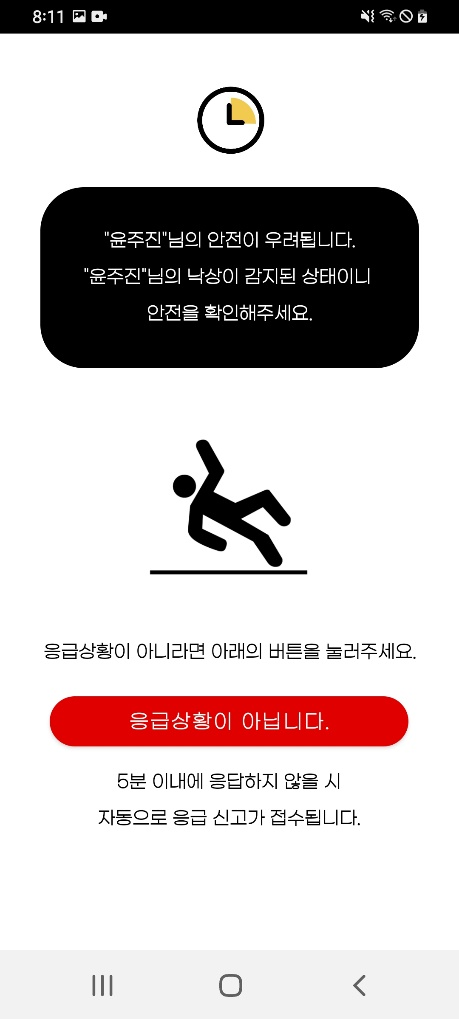 8:11
"윤주진"님의 안전이 우려됩니다.
"윤주진"님의 낙상이 감지된 상태이니
안전을 확인해주세요.
응급상황이 아니라면 아래의 버튼을 눌러주세요.
응급상황이 아닙니다.
5분 이내에 응답하지 않을 시
자동으로 응급 신고가 접수됩니다.